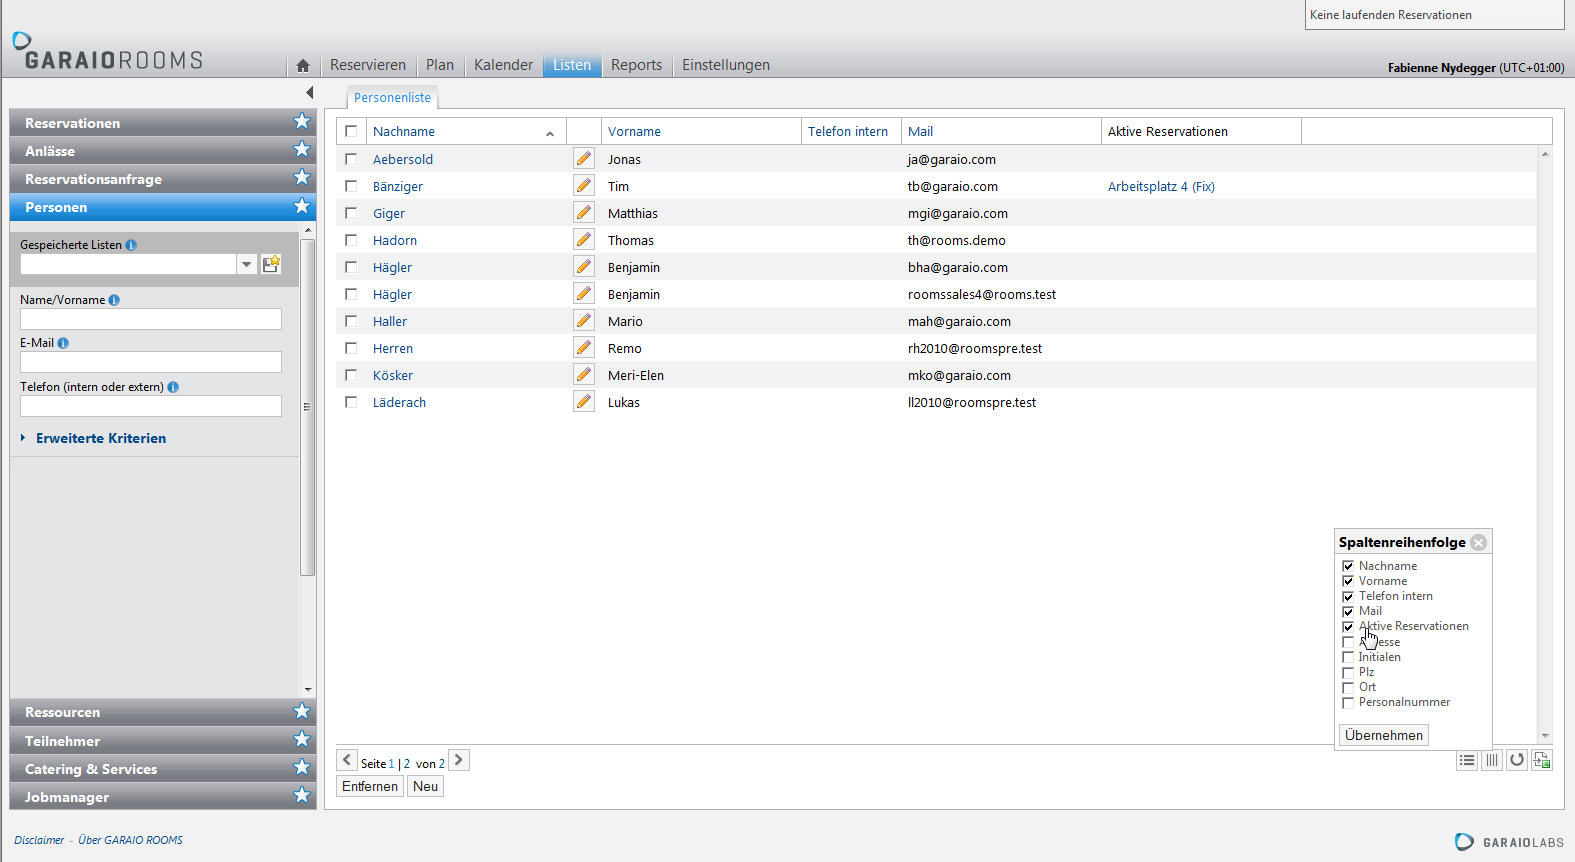 Keine laufenden Reservationen
GARAIOROOMS
Reservieren Plan Kalender Listen Reports Einstellungen
Fabienne Nydegger (UTC+01:00)
Personenliste
Reservationen
Anlässe
Reservationsanfrage
Personen
Gespeicherte Listen
Name/Vorname
E-Mail
Telefon (intern oder extern)
Erweiterte Kriterien
Ressourcen
Teilnehmer
Catering & Services
Jobmanager
Nachname Vorname Telefon intern Mail Aktive Reservationen
Aebersold Jonas ja@garaio.com
Bänziger Tim tb@garaio.com Arbeitsplatz 4 (Fix)
Giger Matthias mgi@garaio.com
Hadorn Thomas th@rooms.demo
Hägler Benjamin bha@garaio.com
Hägler Benjamin roomssales4@rooms.test
Haller Mario mah@garaio.com
Herren Remo rh2010@roomspre.test
Kösker Meri-Elen mko@garaio.com
Läderach Lukas ll2010@roomspre.test
Spaltenreihenfolge
Nachname
Vorname
Telefon intern
Mail
Aktive Reservationen
Initialen
Plz
Ort
Personalnummer
Übernehmen
Seite 1 | 2 von 2
Entfernen Neu
Disclaimer - Über GARAIO ROOMS
GARAIOLABS